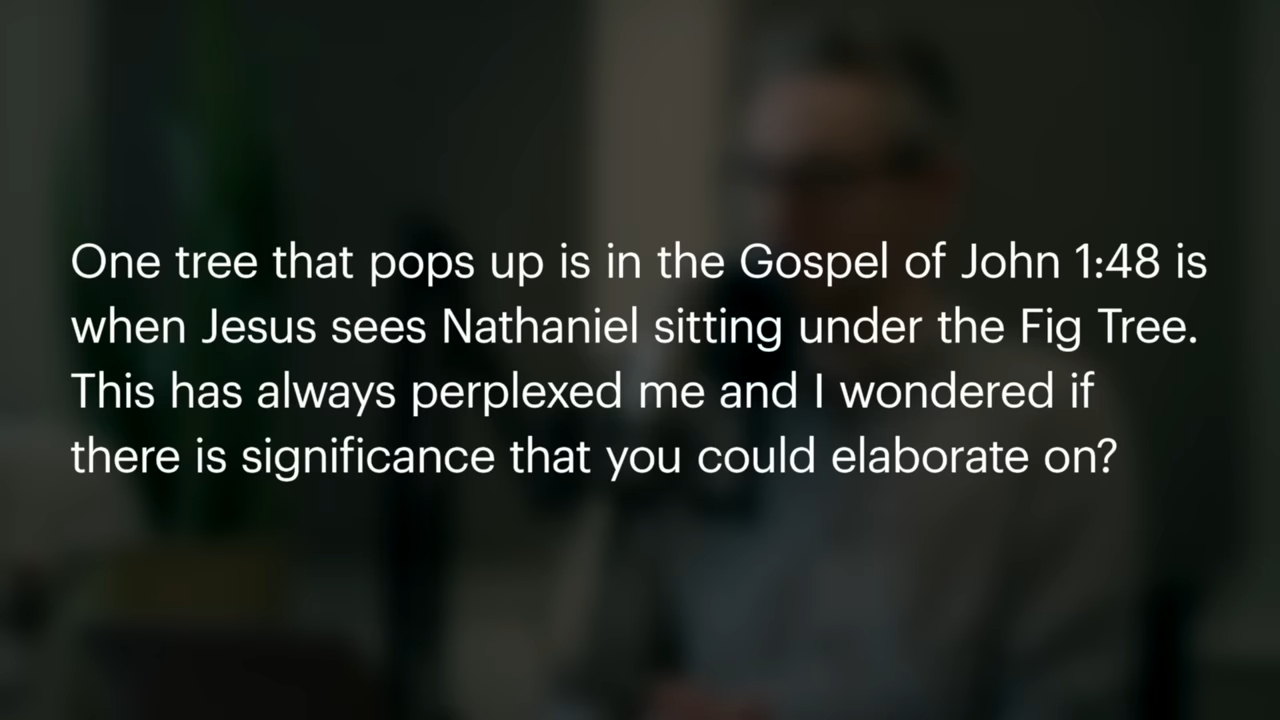 One tree that pops up is in the Gospel of John 1:48 is
when Jesus sees Nathaniel sitting under the Fig Tree.
This has always perplexed me and I wondered if
there is significance that you could elaborate on?